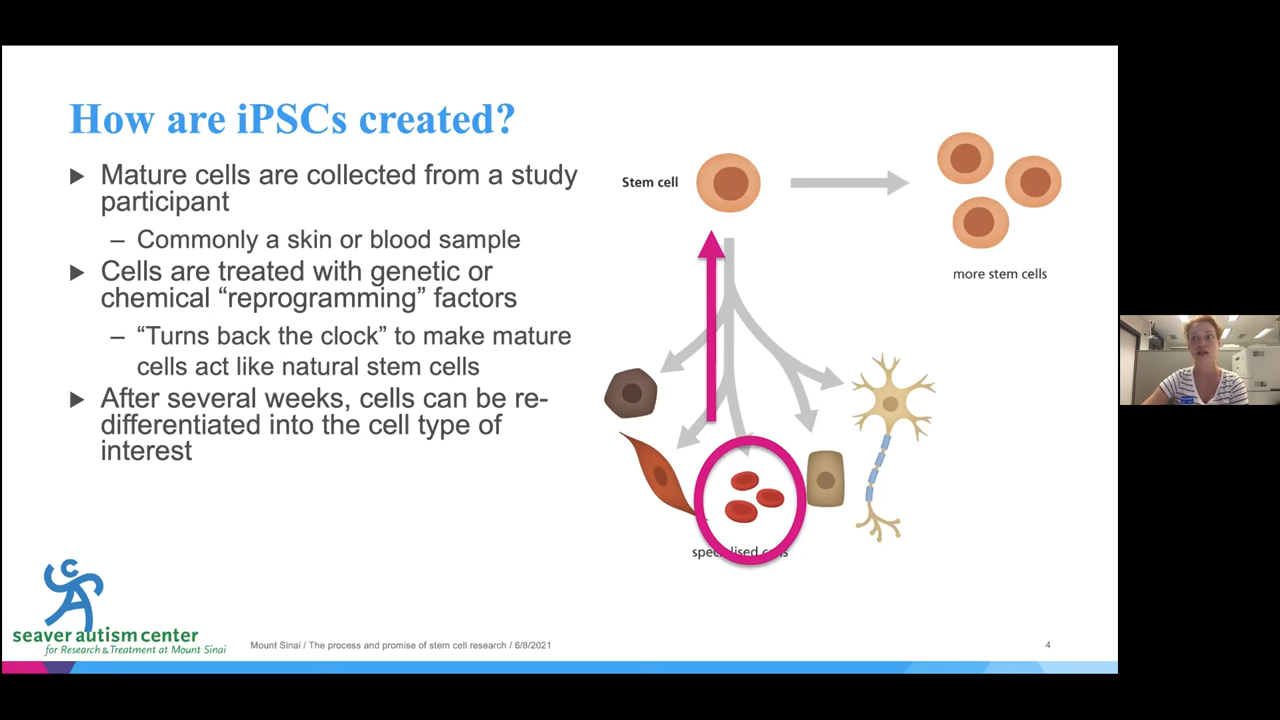 How are iPSCs created?
Mature cells are collected from a study
participant
– Commonly a skin or blood sample
Cells are treated with genetic or
chemical “reprogramming” factors
– “Turns back the clock” to make mature
cells act like natural stem cells
After several weeks, cells can be re-
differentiated into the cell type of
interest
Stem cell
more stem cells
specialised cells
seaver autism center
for Research & Treatment at Mount Sinai
Mount Sinai / The process and promise of stem cell research / 6/8/2021
4